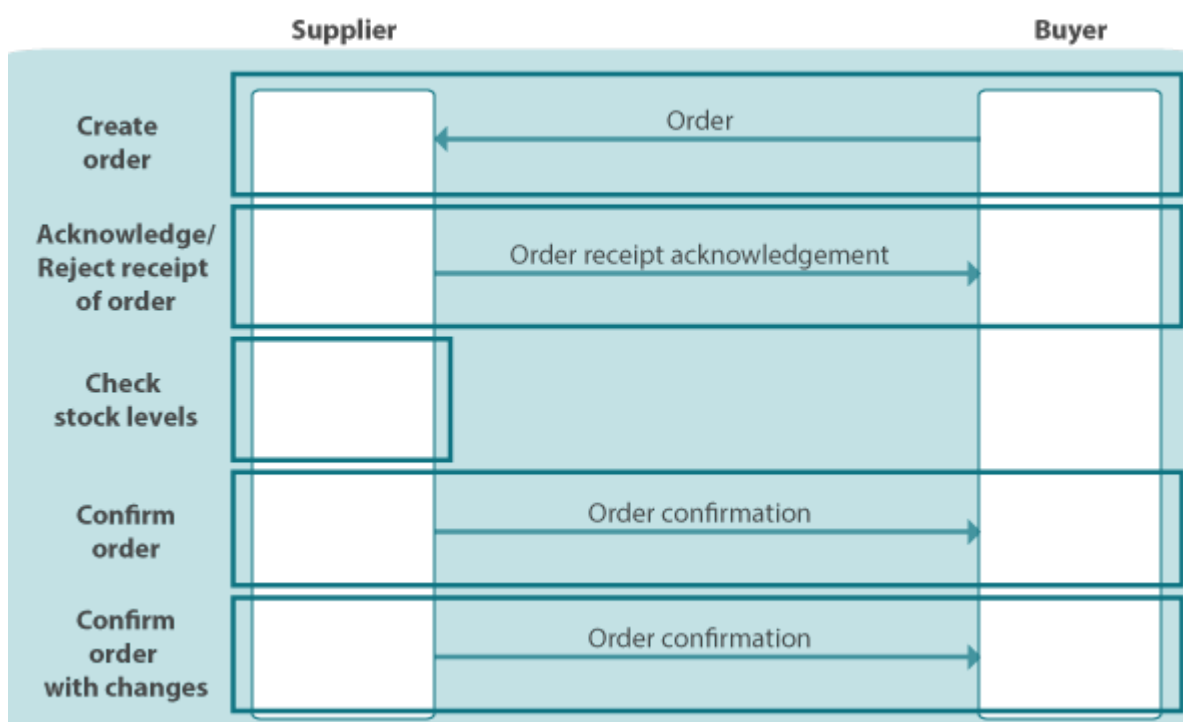 Supplier
Buyer
Create
order
Order
Acknowledge/
Reject receipt
of order
Order receipt acknowledgement
Check
stock levels
Confirm
order
Order confirmation
Confirm
order
with changes
Order confirmation